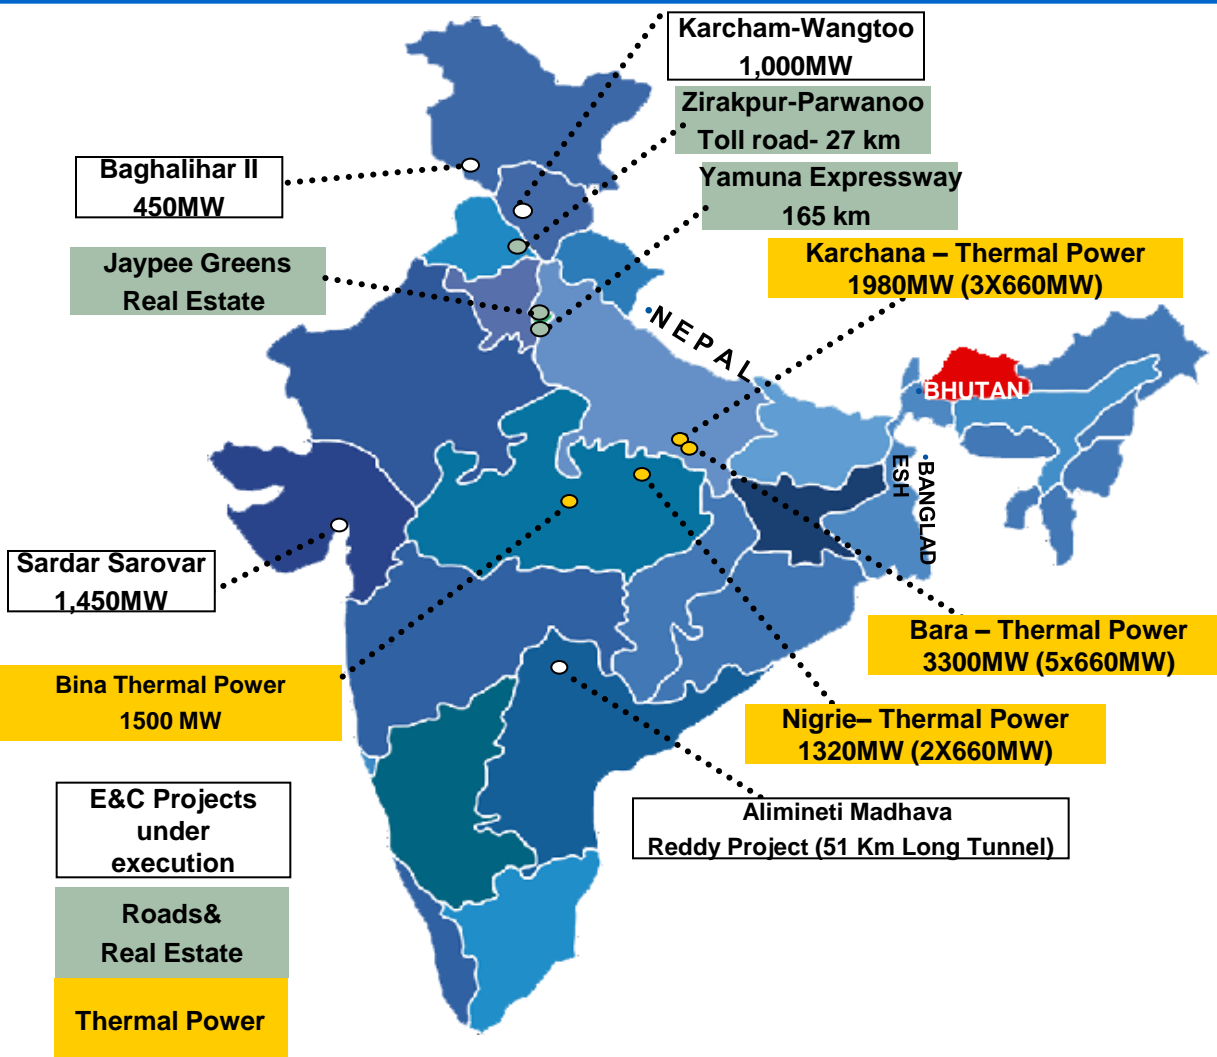 Karcham-Wangtoo
1,000MW
Zirakpur-Parwanoo
Toll road- 27 km
Baghalihar II
450MW
Yamuna Expressway
165 km
Jaypee Greens
Real Estate
Karchana – Thermal Power
1980MW (3X660MW)
NEPAL
BHUTAN
BANGLAD
ESH
Sardar Sarovar
1,450MW
Bara – Thermal Power
3300MW (5x660MW)
Bina Thermal Power
1500 MW
Nigrie– Thermal Power
1320MW (2X660MW)
Alimineti Madhava
Reddy Project (51 Km Long Tunnel)
E&C Projects
under
execution
Roads&
Real Estate
Thermal Power